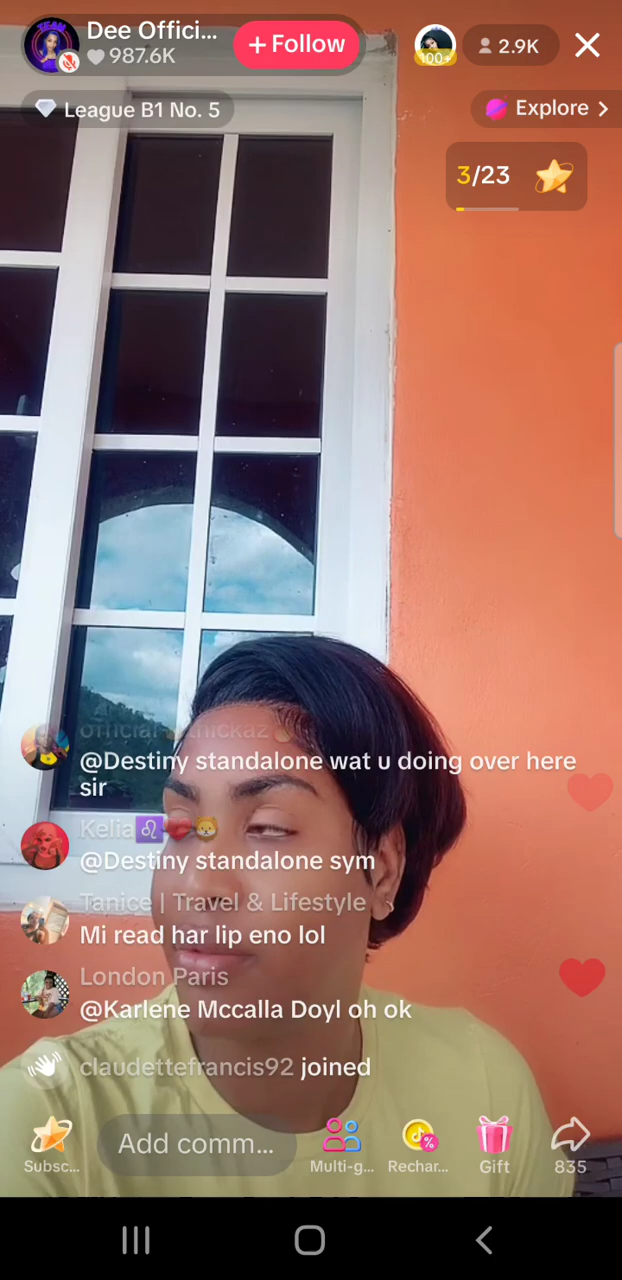 Dee Offici...
987.6K
+ Follow
100+
2.9K
League B1 No. 5
Explore >
3/23
@Destiny standalone wat u doing over here
sir
Kelia
@Destiny standalone sym
Tanice | Travel & Lifestyle
Mi read har lip eno lol
London Paris
@Karlene Mccalla Doyl oh ok
claudettefrancis92 joined
Add comm...
Subsc...
Multi-g...
Rechar...
Gift
835